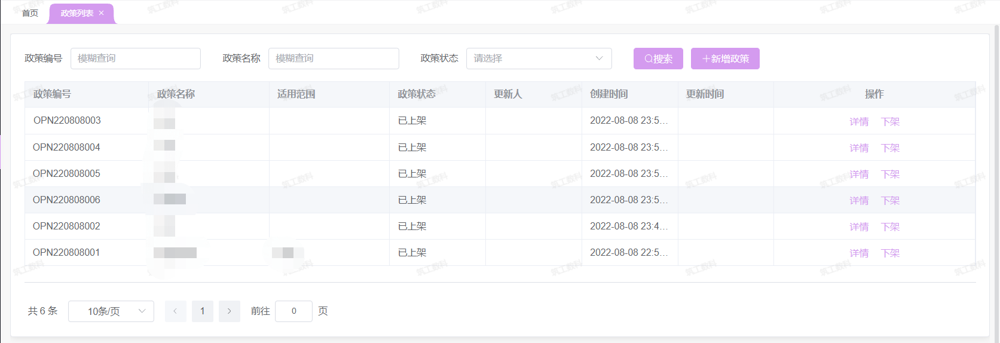 首页 政策列表 ×
政策编号 模糊查询 政策名称 模糊查询 政策状态 请选择 搜索 +新增政策
政策编号 政策名称 适用范围 政策状态 更新人 创建时间 更新时间 操作
OPN220808003 已上架 2022-08-08 23:5... 详情 下架
OPN220808004 已上架 2022-08-08 23:5... 详情 下架
OPN220808005 已上架 2022-08-08 23:5... 详情 下架
OPN220808006 已上架 2022-08-08 23:5... 详情 下架
OPN220808002 已上架 2022-08-08 23:4... 详情 下架
OPN220808001 已上架 2022-08-08 22:5... 详情 下架
共 6 条 10条/页 < 1 > 前往 0 页
筑工数科